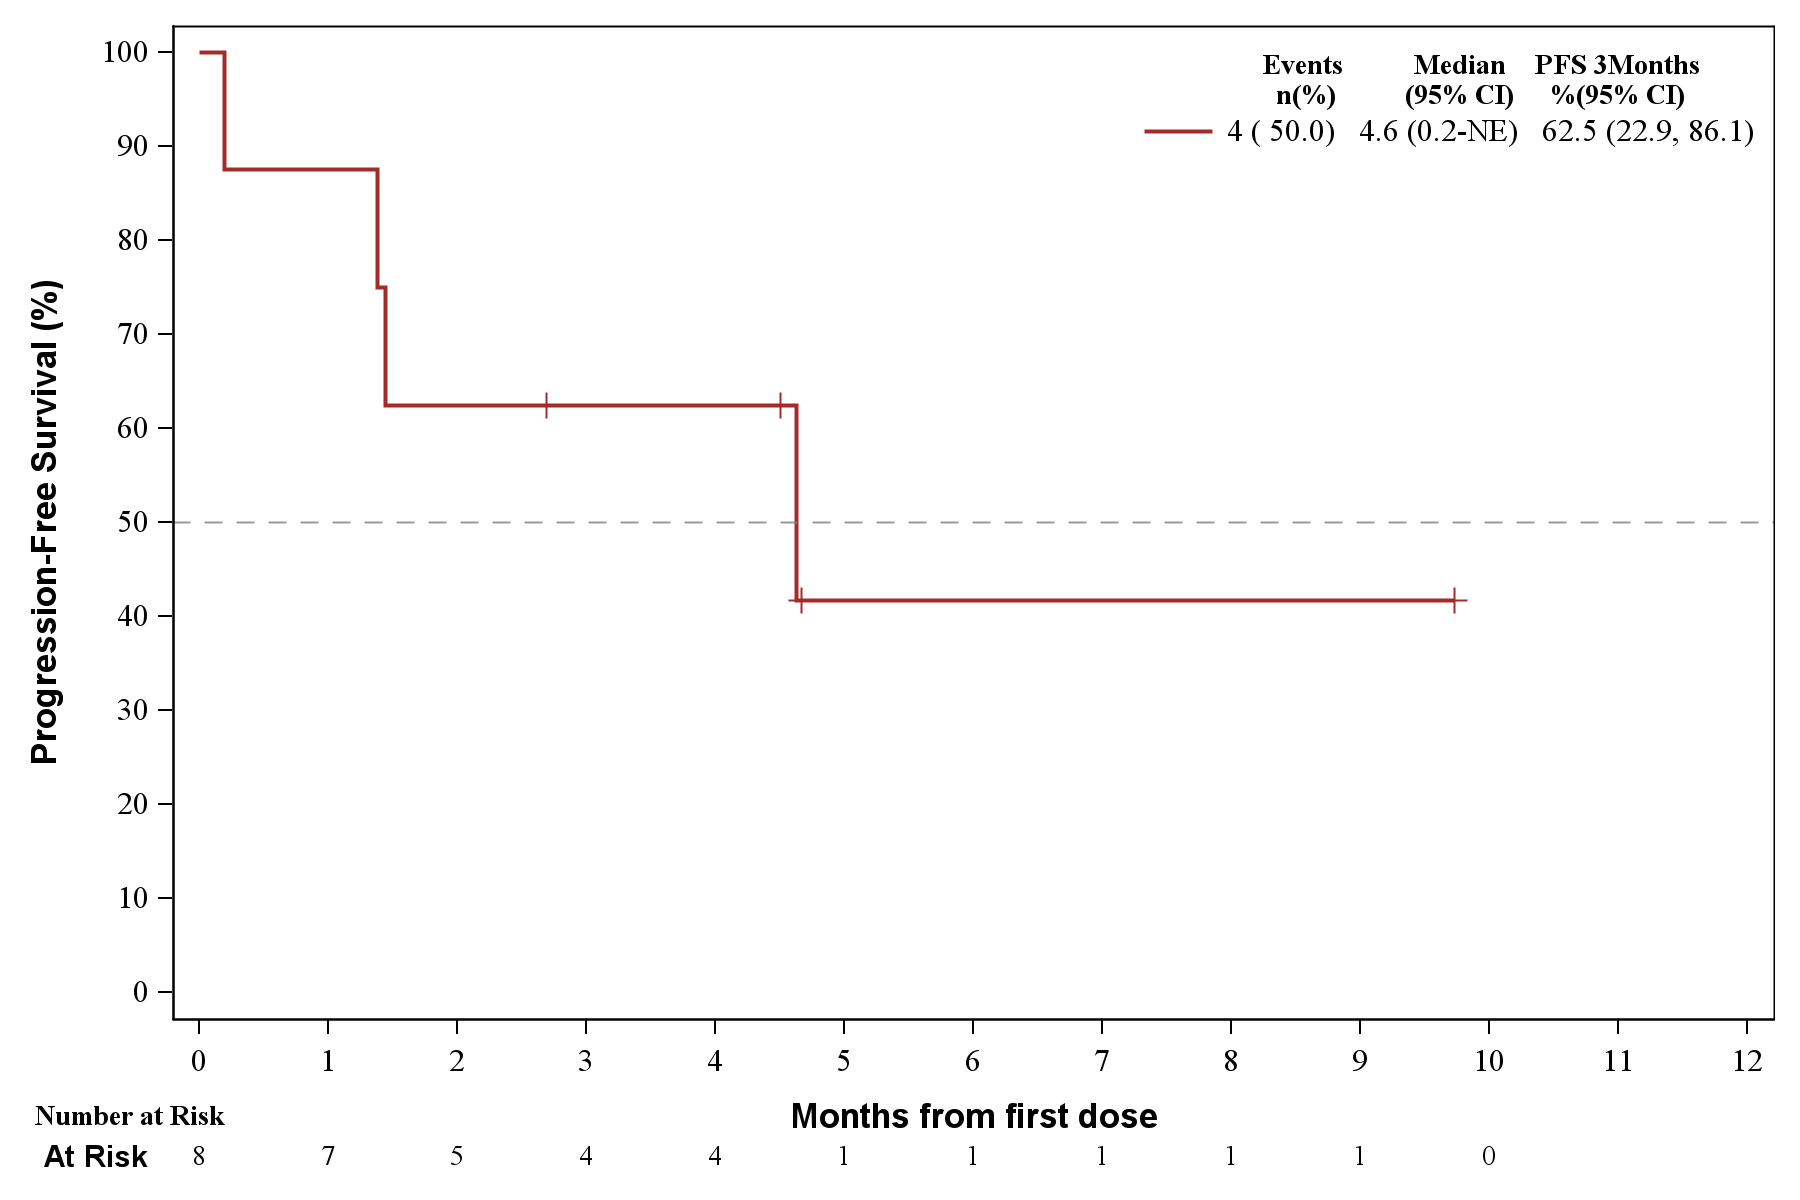 Events Median PFS 3Months
n(%) (95% CI) %(95% CI)
4 ( 50.0) 4.6 (0.2-NE) 62.5 (22.9, 86.1)
Progression-Free Survival (%)
100
90
80
70
60
50
40
30
20
10
0
0 1 2 3 4 5 6 7 8 9 10 11 12
Months from first dose
Number at Risk
At Risk 8 7 5 4 4 1 1 1 1 1 0